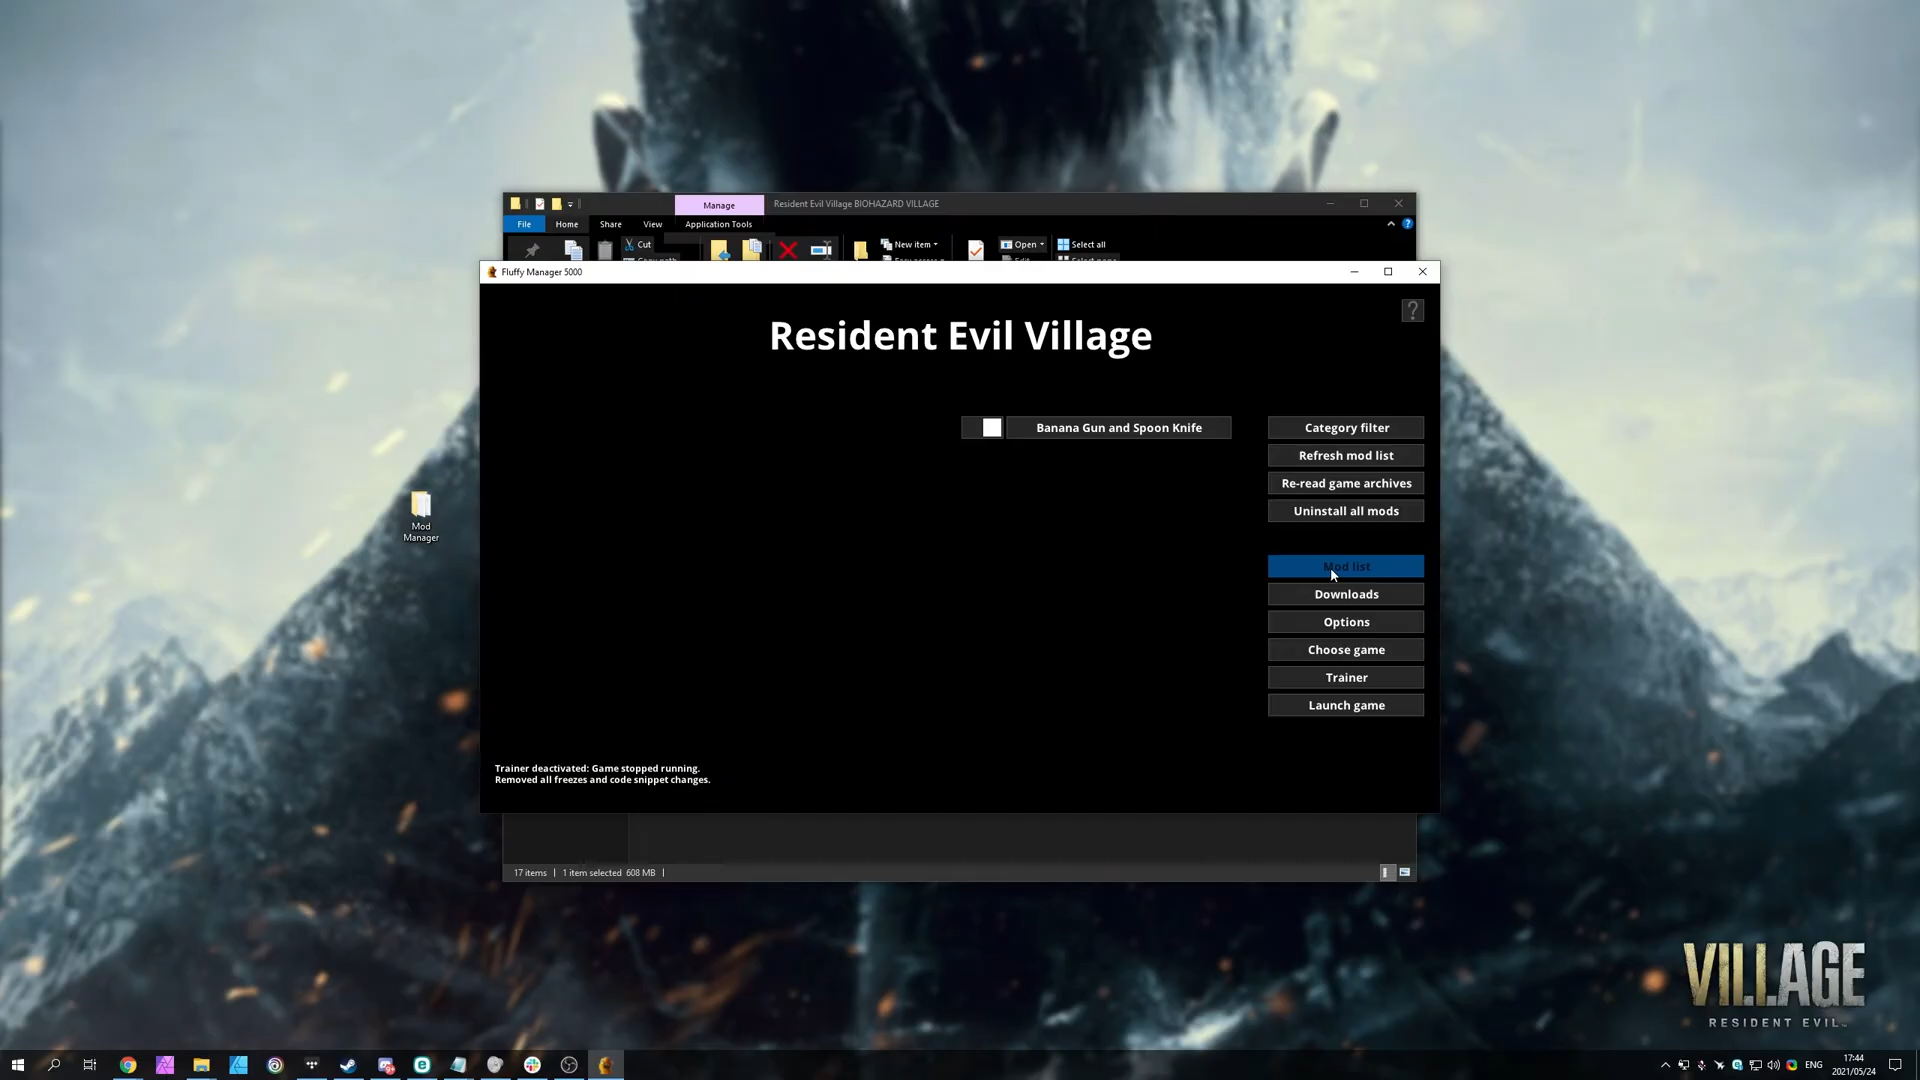 Manage
Resident Evil Village BIOHAZARD VILLAGE
File
Home
Share
View
Application Tools
Cut
New item
Open
Select all
Fluffy Manager 5000
?
Resident Evil Village
Banana Gun and Spoon Knife
Category filter
Refresh mod list
Re-read game archives
Uninstall all mods
Mod list
Downloads
Options
Choose game
Trainer
Launch game
Mod
Manager
Trainer deactivated: Game stopped running.
Removed all freezes and code snippet changes.
17 items
1 item selected 608 MB
VILLAGE
RESIDENT EVIL
ENG
17:44
2021/05/24